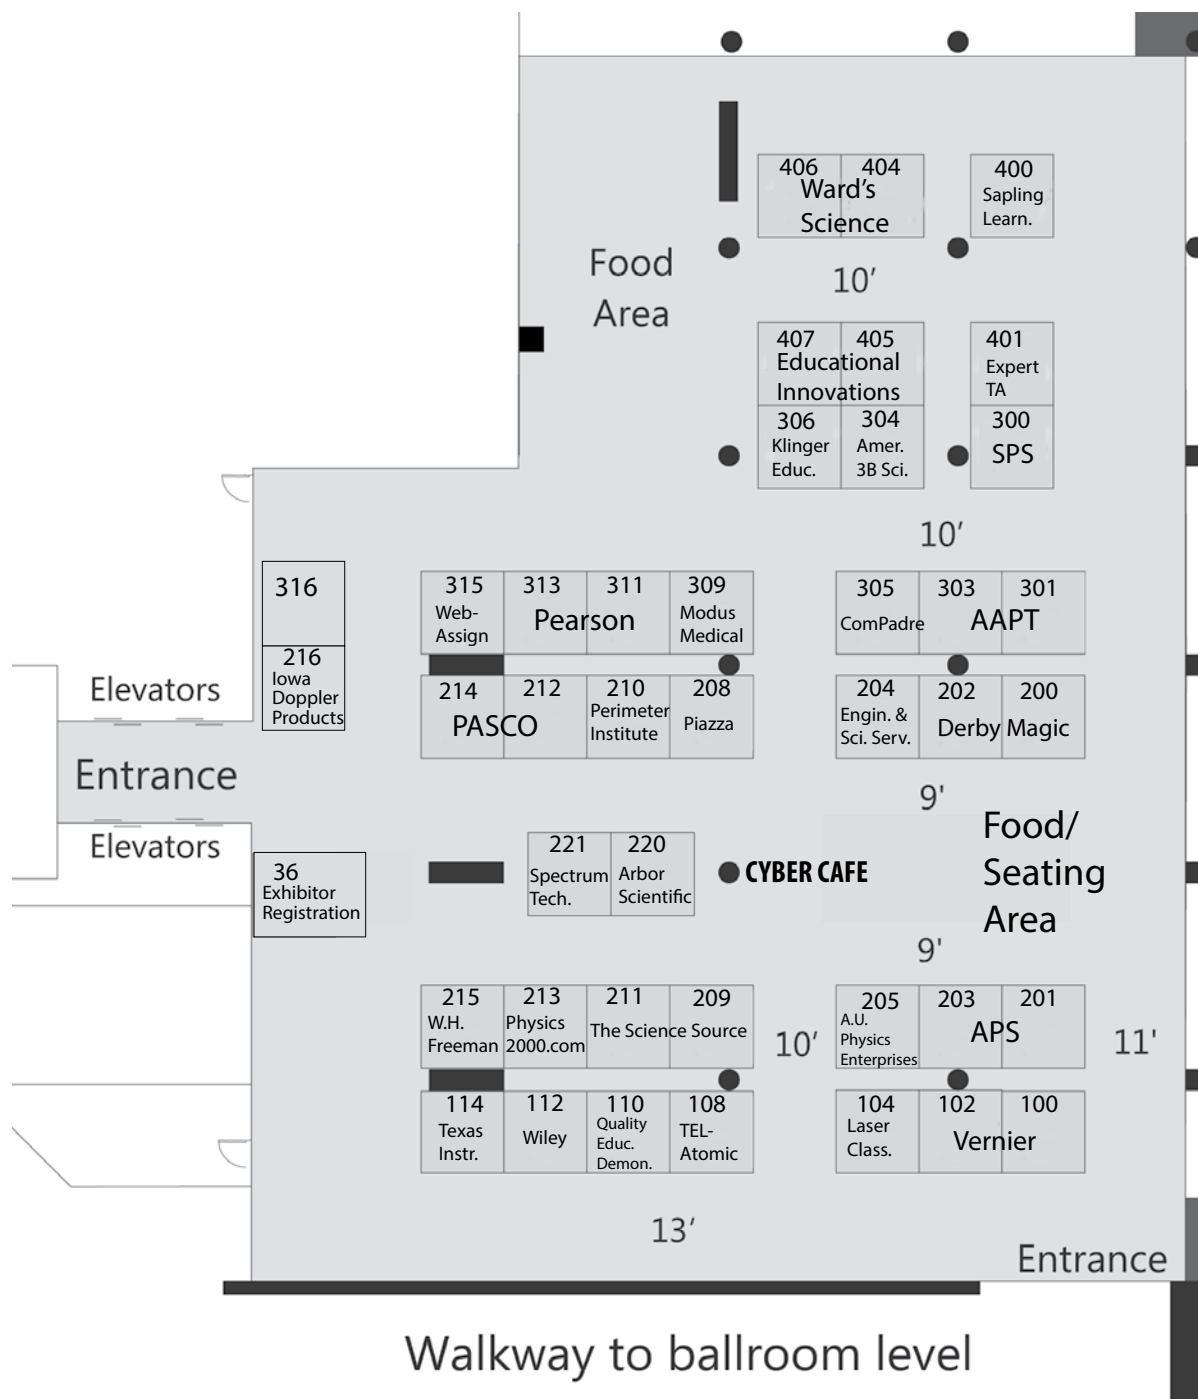 406 404
Ward's
Science
400
Sapling
Learn.
Food
Area
10′
407 405
Educational
Innovations
401
Expert
TA
306
Klinger
Educ.
304
Amer.
3B Sci.
300
SPS
10′
316
315
Web-
Assign
313 311
Pearson
309
Modus
Medical
305
ComPadre
303 301
AAPT
216
Iowa
Doppler
Products
Elevators
214 212
PASCO
210
Perimeter
Institute
208
Piazza
204
Engin. &
Sci. Serv.
202 200
Derby Magic
Entrance
9'
Elevators
Food/
Seating
Area
221
Spectrum
Tech.
220
Arbor
Scientific
CYBER CAFE
36
Exhibitor
Registration
9'
215
W.H.
Freeman
213
Physics
2000.com
211 209
The Science Source
10′
205
A.U.
Physics
Enterprises
203 201
APS
11'
114
Texas
Instr.
112
Wiley
110
Quality
Educ.
Demon.
108
TEL-
Atomic
104
Laser
Class.
102 100
Vernier
13′
Entrance
Walkway to ballroom level